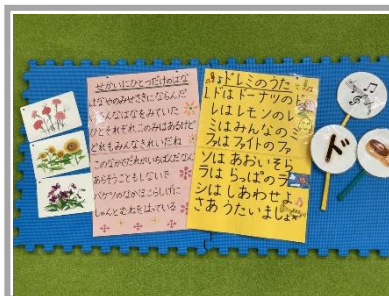 せかいにひとつだけのはな
はなやのみせさきにならんだ
いろんなはなをみていた
ひとそれぞれこのみはあるけど
どれもみんなきれいだね
このなかでだれがいちばんだなんて
あらそうこともしないで
バケツのなかほこらしげに
しゃんとむねをはっている
ドレミのうた
ドはドーナツのド
レはレモンのレ
ミはみんなのミ
ファはファイトのファ
ソはあおいそら
ラはらっぱのラ
シはしあわせよ
さあうたいましょ
ド